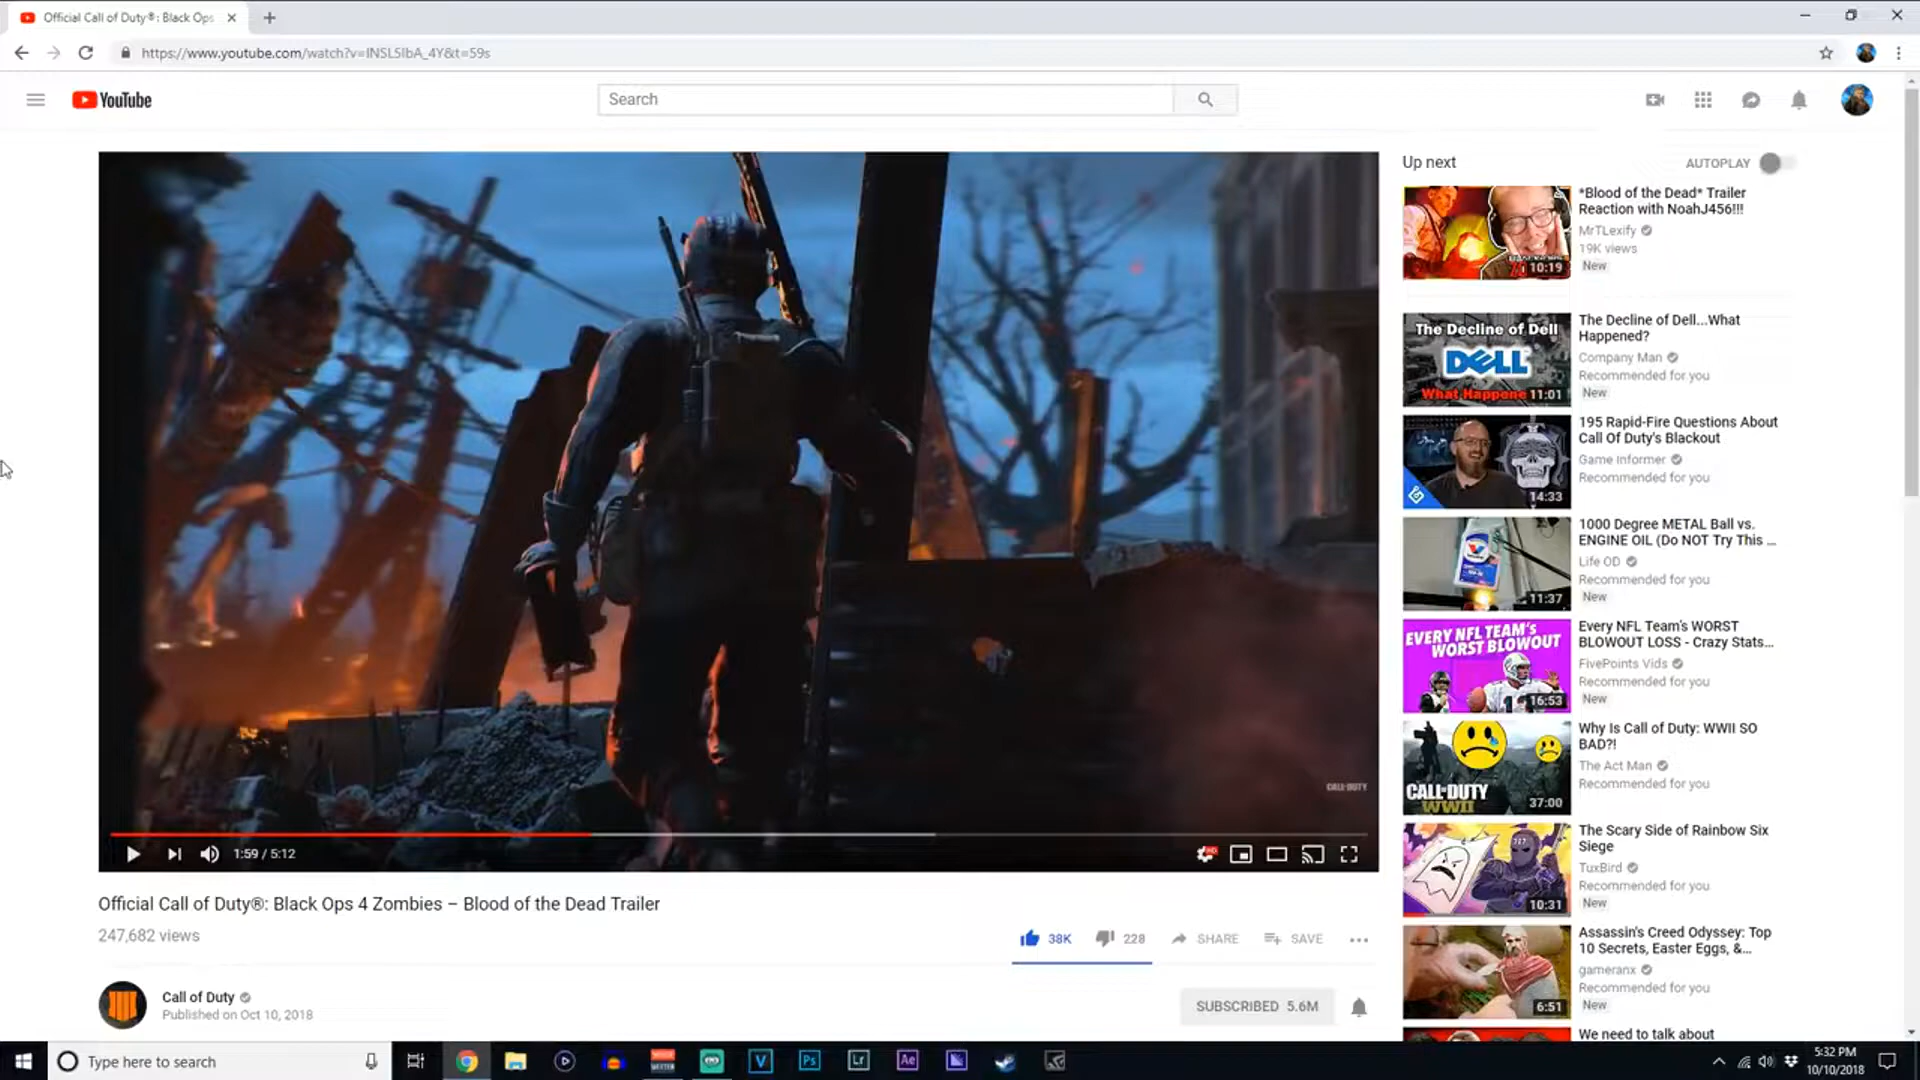 Official Call of Duty®: Black Ops
https://www.youtube.com/watch?v=INSLSIbA_4Y&t=59s
YouTube
Search
Up next
AUTOPLAY
*Blood of the Dead* Trailer
Reaction with NoahJ456!!!
MrTLexify
19K views
New
10:19
The Decline of Dell
DELL
What Happene
11:01
The Decline of Dell...What
Happened?
Company Man
Recommended for you
New
195 Rapid-Fire Questions About
Call Of Duty's Blackout
Game Informer
Recommended for you
14:33
1000 Degree METAL Ball vs.
ENGINE OIL (Do NOT Try This ...
Life OD
Recommended for you
New
11:37
EVERY NFL TEAM'S
WORST BLOWOUT
16:53
Every NFL Team's WORST
BLOWOUT LOSS - Crazy Stats...
FivePoints Vids
Recommended for you
New
CALL OF DUTY
WWII
37:00
Why Is Call of Duty: WWII SO
BAD?!
The Act Man
Recommended for you
10:31
The Scary Side of Rainbow Six
Siege
TuxBird
Recommended for you
New
6:51
Assassin's Creed Odyssey: Top
10 Secrets, Easter Eggs, &...
gameranx
Recommended for you
New
We need to talk about
CALL OF DUTY
1:59 / 5:12
HD
Official Call of Duty®: Black Ops 4 Zombies – Blood of the Dead Trailer
247,682 views
38K
228
SHARE
SAVE
Call of Duty
Published on Oct 10, 2018
SUBSCRIBED 5.6M
Type here to search
V
Ps
Lr
Ae
5:32 PM
10/10/2018